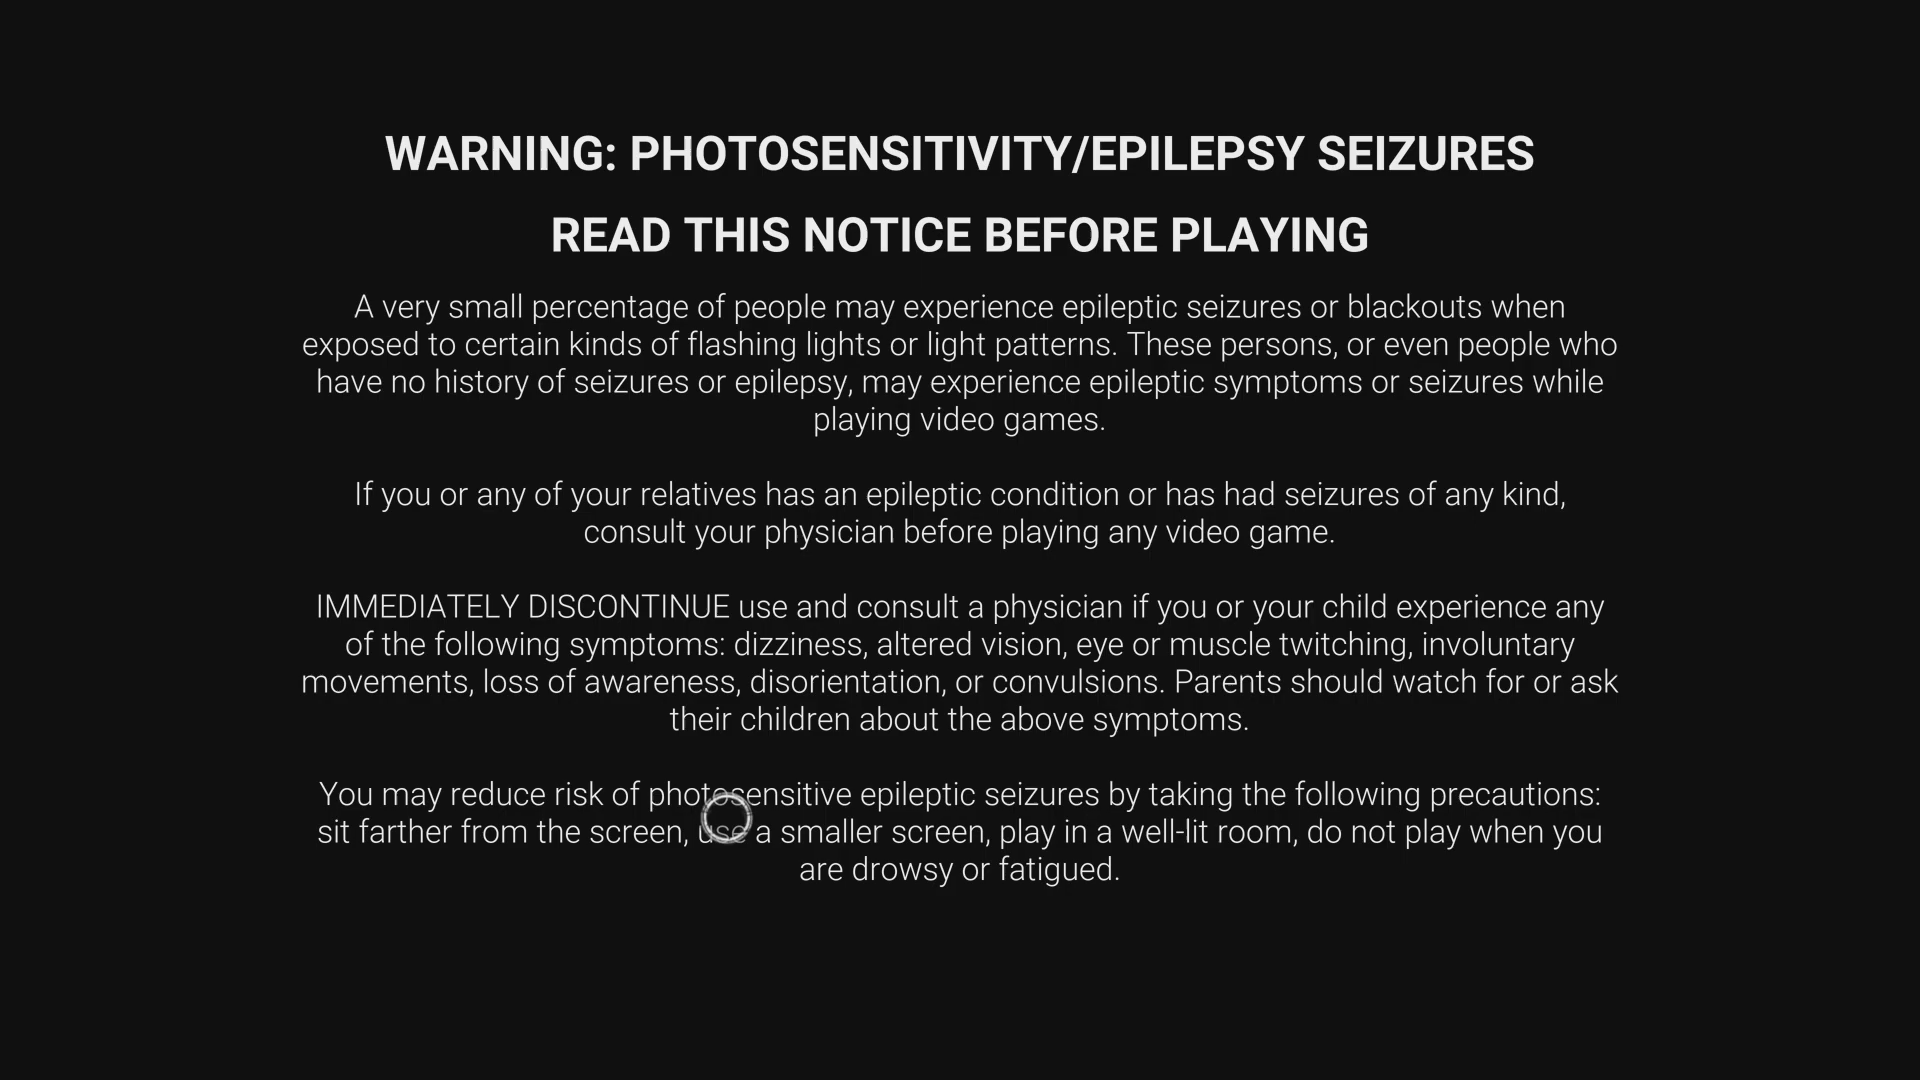 WARNING: PHOTOSENSITIVITY/EPILEPSY SEIZURES
READ THIS NOTICE BEFORE PLAYING
A very small percentage of people may experience epileptic seizures or blackouts when
exposed to certain kinds of flashing lights or light patterns. These persons, or even people who
have no history of seizures or epilepsy, may experience epileptic symptoms or seizures while
playing video games.
If you or any of your relatives has an epileptic condition or has had seizures of any kind,
consult your physician before playing any video game.
IMMEDIATELY DISCONTINUE use and consult a physician if you or your child experience any
of the following symptoms: dizziness, altered vision, eye or muscle twitching, involuntary
movements, loss of awareness, disorientation, or convulsions. Parents should watch for or ask
their children about the above symptoms.
You may reduce risk of photosensitive epileptic seizures by taking the following precautions:
sit farther from the screen, use a smaller screen, play in a well-lit room, do not play when you
are drowsy or fatigued.